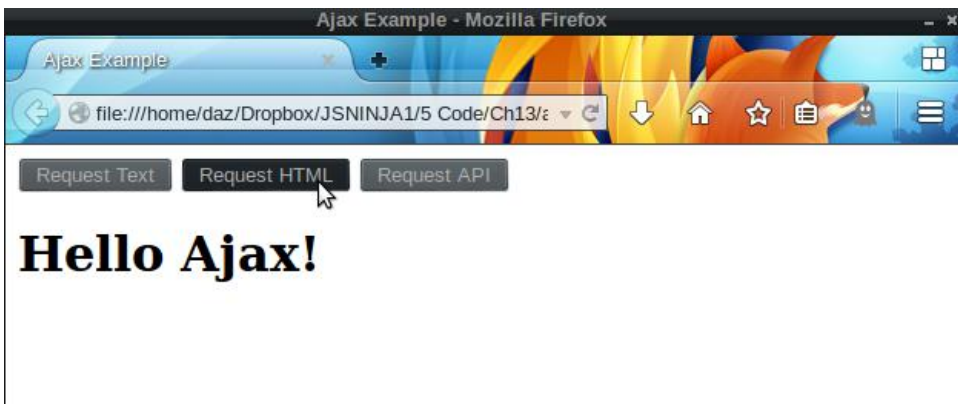 Ajax Example - Mozilla Firefox
Ajax Example
file:///home/daz/Dropbox/JSNINJA1/5 Code/Ch13/a
Request Text Request HTML Request API
Hello Ajax!